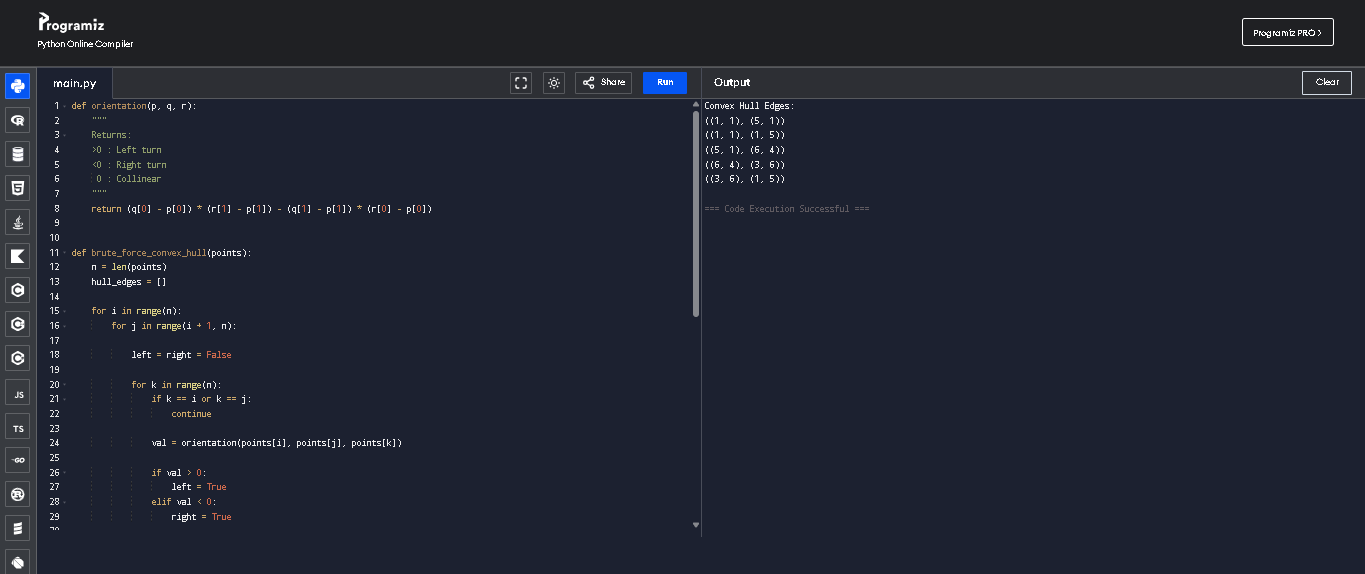 Programiz
Python Online Compiler
Programiz PRO >
main.py
Share
Run
Output
Clear
1 def orientation(p, q, r):
2 """
3 Returns:
4 >0 : Left turn
5 <0 : Right turn
6 0 : Collinear
7 """
8 return (q[0] - p[0]) * (r[1] - p[1]) - (q[1] - p[1]) * (r[0] - p[0])
9
10
11 def brute_force_convex_hull(points):
12 n = len(points)
13 hull_edges = []
14
15 for i in range(n):
16 for j in range(i + 1, n):
17
18 left = right = False
19
20 for k in range(n):
21 if k == i or k == j:
22 continue
23
24 val = orientation(points[i], points[j], points[k])
25
26 if val > 0:
27 left = True
28 elif val < 0:
29 right = True
Convex Hull Edges:
((1, 1), (5, 1))
((1, 1), (1, 5))
((5, 1), (6, 4))
((6, 4), (3, 6))
((3, 6), (1, 5))
=== Code Execution Successful ===
JS
TS
GO